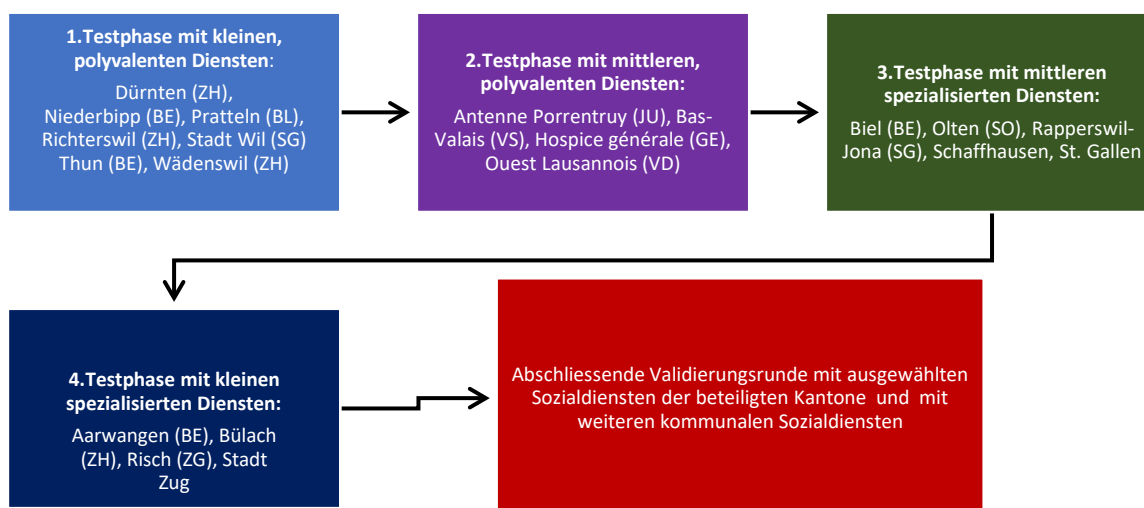 1.Testphase mit kleinen,
polyvalenten Diensten:
Dürnten (ZH),
Niederbipp (BE), Pratteln (BL),
Richterswil (ZH), Stadt Wil (SG)
Thun (BE), Wädenswil (ZH)
2.Testphase mit mittleren,
polyvalenten Diensten:
Antenne Porrentruy (JU), Bas-
Valais (VS), Hospice générale (GE),
Ouest Lausannois (VD)
3.Testphase mit mittleren
spezialisierten Diensten:
Biel (BE), Olten (SO), Rapperswil-
Jona (SG), Schaffhausen, St. Gallen
4.Testphase mit kleinen
spezialisierten Diensten:
Aarwangen (BE), Bülach
(ZH), Risch (ZG), Stadt
Zug
Abschliessende Validierungsrunde mit ausgewählten
Sozialdiensten der beteiligten Kantone und mit
weiteren kommunalen Sozialdiensten